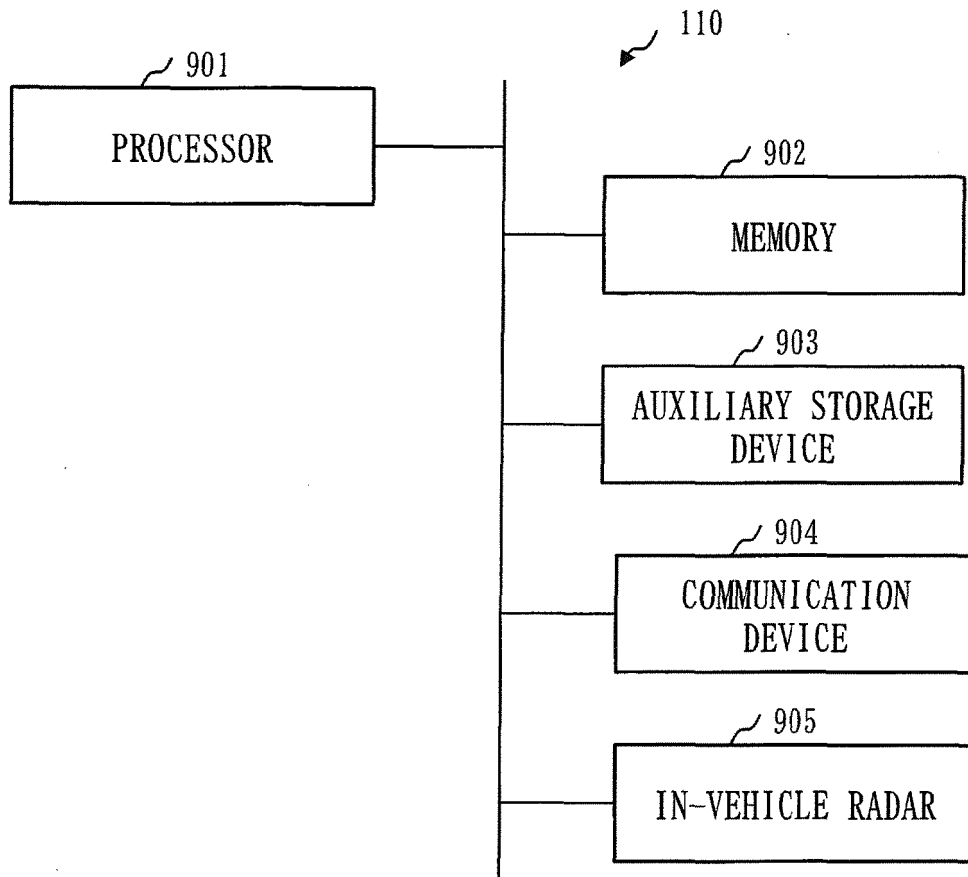 110
901
PROCESSOR
902
MEMORY
903
AUXILIARY STORAGE
DEVICE
904
COMMUNICATION
DEVICE
905
IN-VEHICLE RADAR